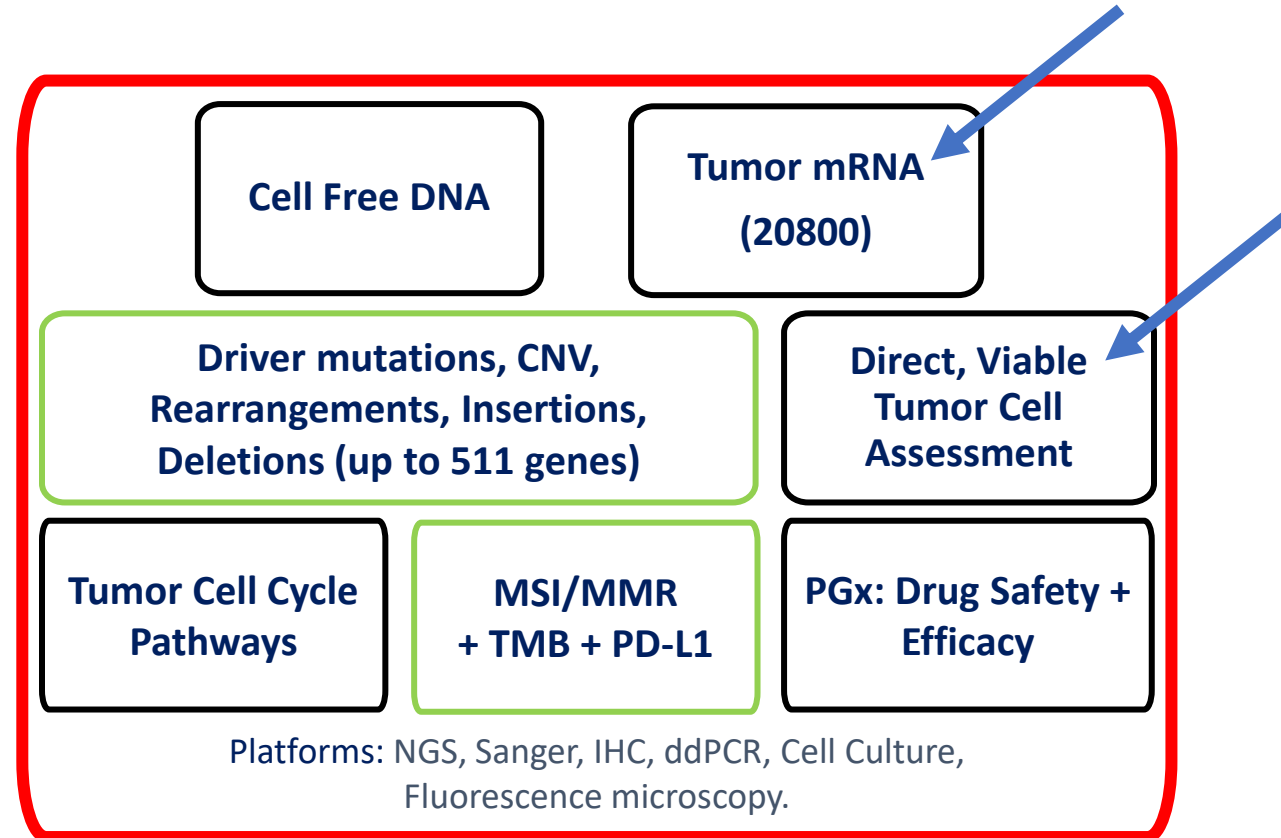 Cell Free DNA
Tumor mRNA
(20800)
Driver mutations, CNV,
Rearrangements, Insertions,
Deletions (up to 511 genes)
Direct, Viable
Tumor Cell
Assessment
Tumor Cell Cycle
Pathways
MSI/MMR
+ TMB + PD-L1
PGx: Drug Safety +
Efficacy
Platforms: NGS, Sanger, IHC, ddPCR, Cell Culture,
Fluorescence microscopy.